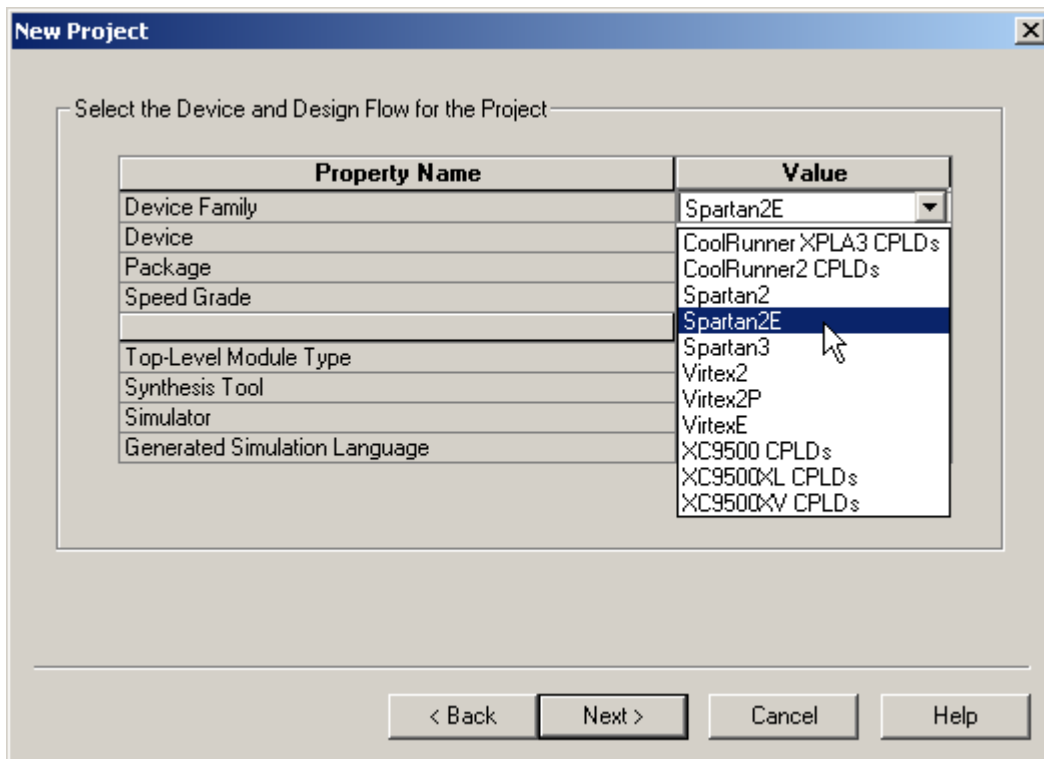 New Project
Select the Device and Design Flow for the Project
Property Name Value
Device Family Spartan2E
Device CoolRunner XPLA3 CPLDs
Package CoolRunner2 CPLDs
Speed Grade Spartan2
Spartan2E
Top-Level Module Type Spartan3
Synthesis Tool Virtex2
Virtex2P
Simulator VirtexE
Generated Simulation Language XC9500 CPLDs
XC9500XL CPLDs
XC9500XV CPLDs
< Back Next > Cancel Help